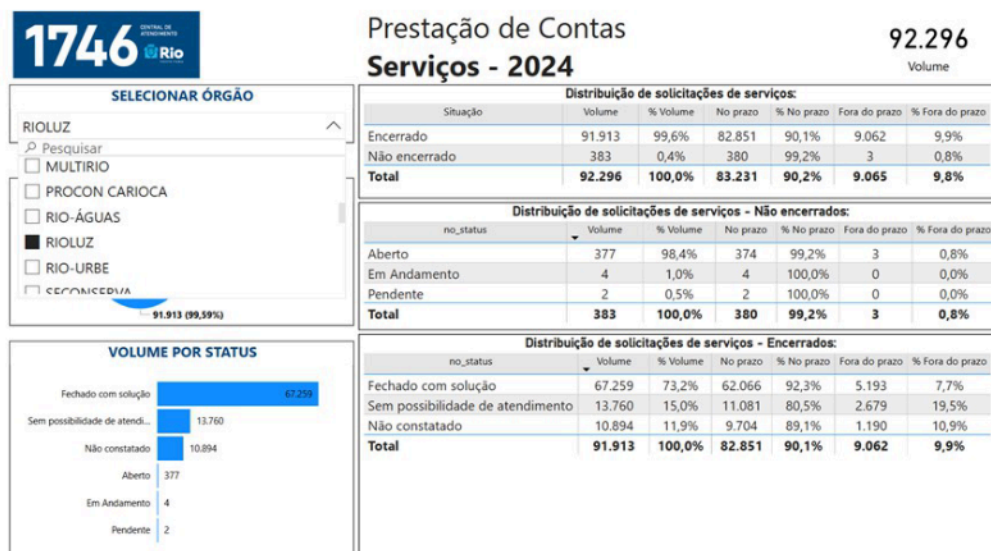 1746 CENTRAL DE ATENDIMENTO Rio
Prestação de Contas
Serviços - 2024
92.296
Volume
SELECIONAR ÓRGÃO
RIOLUZ
Pesquisar
MULTIRIO
PROCON CARIOCA
RIO-ÁGUAS
RIOLUZ
RIO-URBE
SECONSERVA
91.913 (99,59%)
VOLUME POR STATUS
Fechado com solução 67.259
Sem possibilidade de atendi... 13.760
Não constatado 10.894
Aberto 377
Em Andamento 4
Pendente 2
Distribuição de solicitações de serviços:
Situação Volume % Volume No prazo % No prazo Fora do prazo % Fora do prazo
Encerrado 91.913 99,6% 82.851 90,1% 9.062 9,9%
Não encerrado 383 0,4% 380 99,2% 3 0,8%
Total 92.296 100,0% 83.231 90,2% 9.065 9,8%
Distribuição de solicitações de serviços - Não encerrados:
no_status Volume % Volume No prazo % No prazo Fora do prazo % Fora do prazo
Aberto 377 98,4% 374 99,2% 3 0,8%
Em Andamento 4 1,0% 4 100,0% 0 0,0%
Pendente 2 0,5% 2 100,0% 0 0,0%
Total 383 100,0% 380 99,2% 3 0,8%
Distribuição de solicitações de serviços - Encerrados:
no_status Volume % Volume No prazo % No prazo Fora do prazo % Fora do prazo
Fechado com solução 67.259 73,2% 62.066 92,3% 5.193 7,7%
Sem possibilidade de atendimento 13.760 15,0% 11.081 80,5% 2.679 19,5%
Não constatado 10.894 11,9% 9.704 89,1% 1.190 10,9%
Total 91.913 100,0% 82.851 90,1% 9.062 9,9%